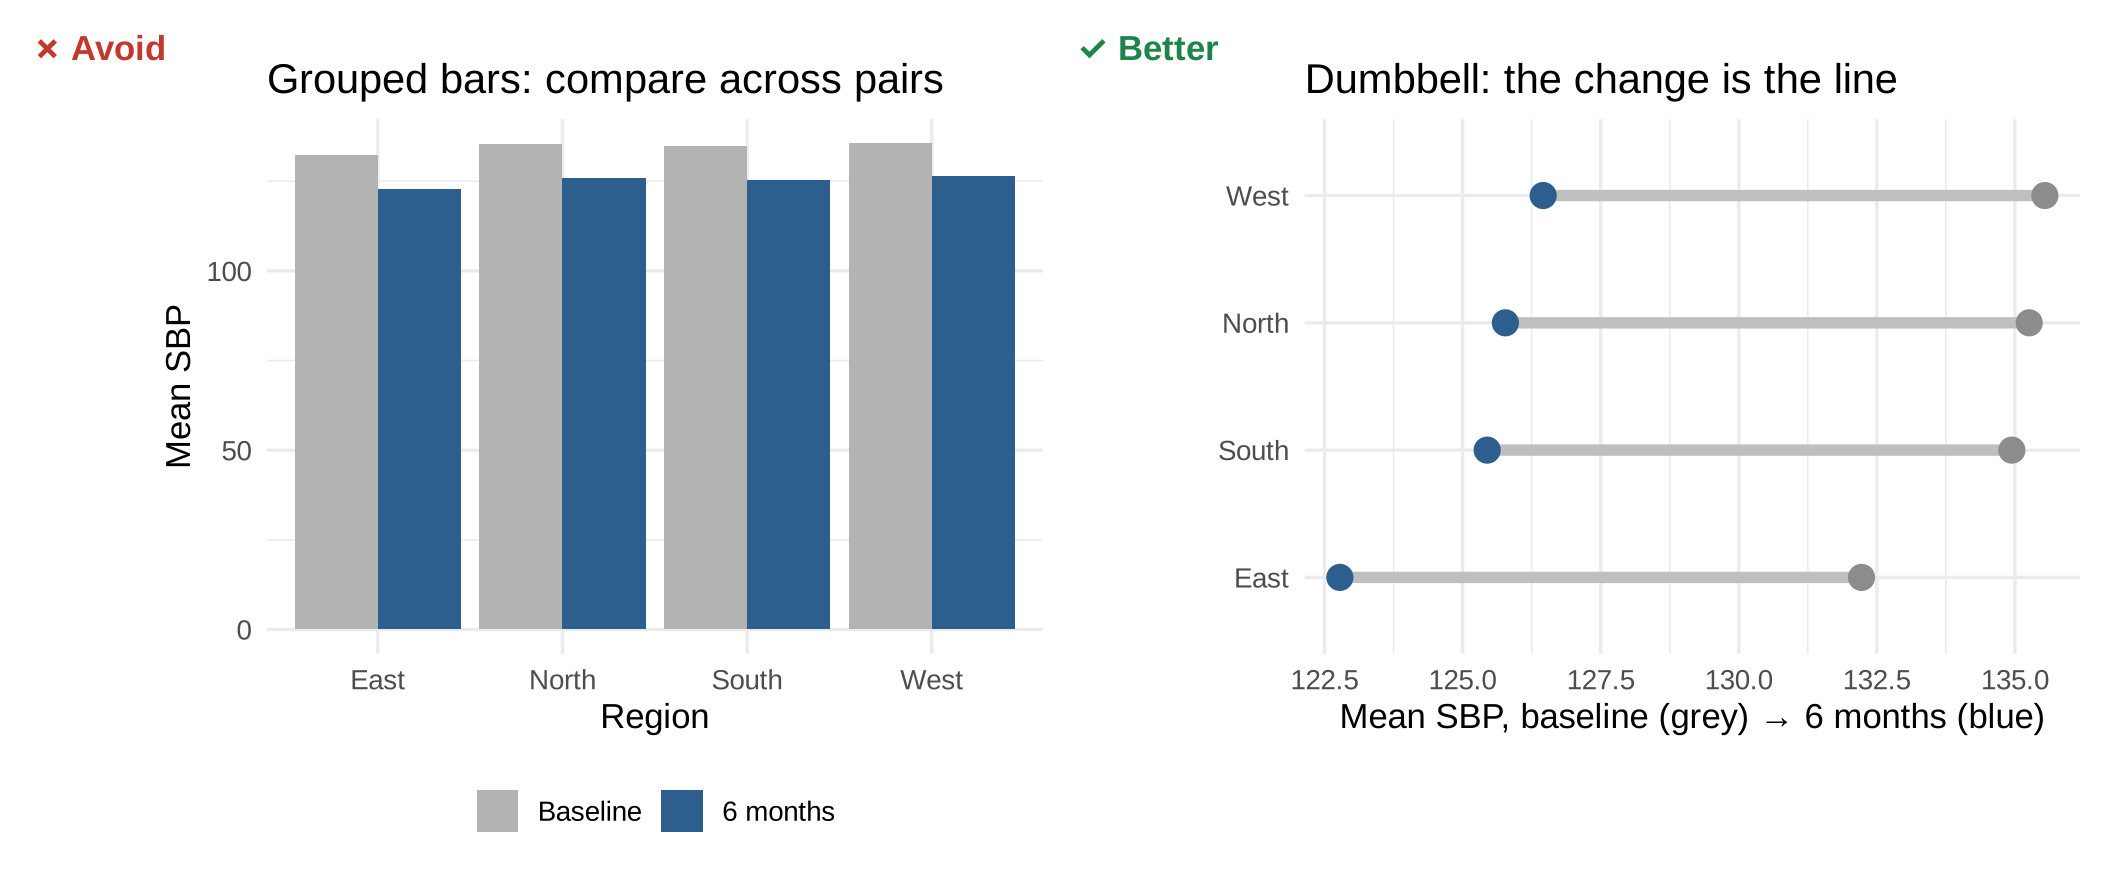 ✖ Avoid
Grouped bars: compare across pairs
Mean SBP
100
50
0
East North South West
Region
Baseline 6 months
✔ Better
Dumbbell: the change is the line
West
North
South
East
122.5 125.0 127.5 130.0 132.5 135.0
Mean SBP, baseline (grey) → 6 months (blue)